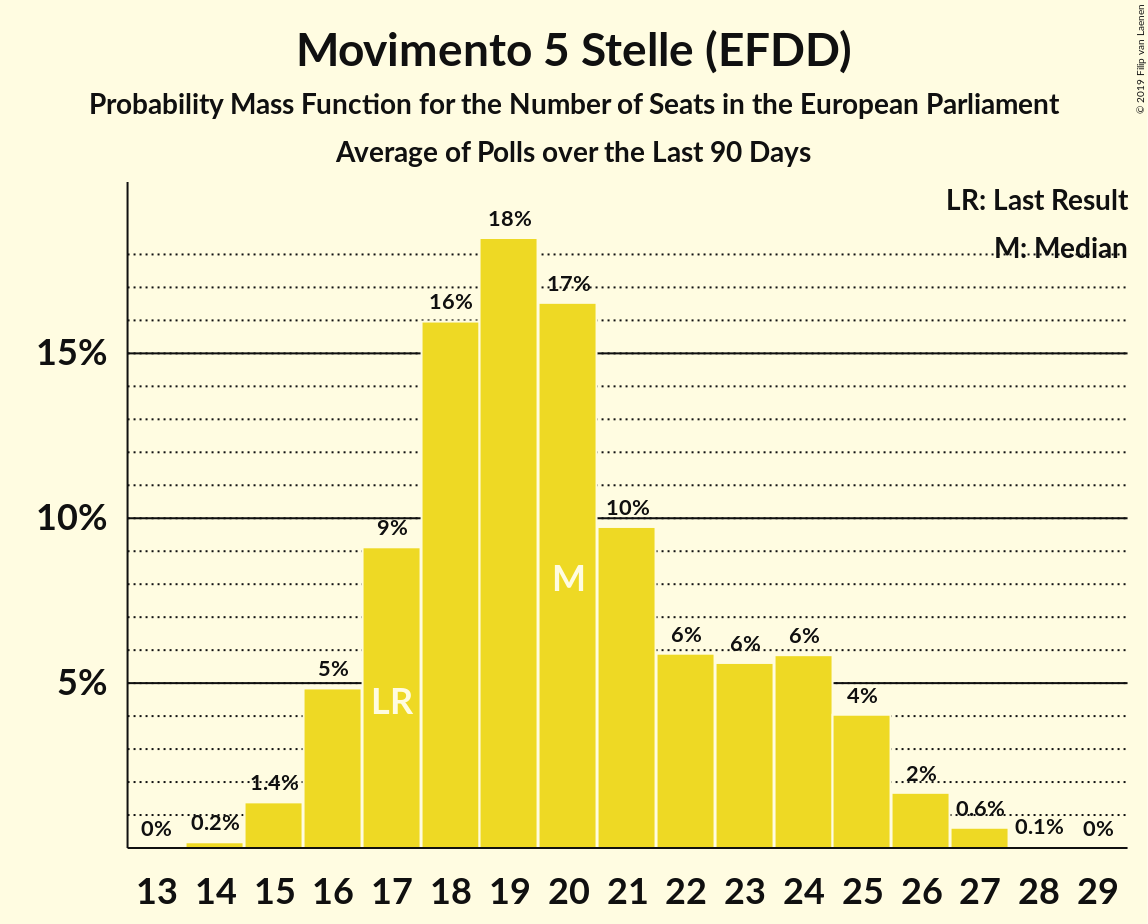 Movimento 5 Stelle (EFDD)
Probability Mass Function for the Number of Seats in the European Parliament
Average of Polls over the Last 90 Days
© 2019 Filip van Laenen
LR: Last Result
M: Median
15%
10%
5%
0%
0.2%
1.4%
5%
9%
16%
18%
17%
10%
6%
6%
6%
4%
2%
0.6%
0.1%
0%
LR
M
13 14 15 16 17 18 19 20 21 22 23 24 25 26 27 28 29